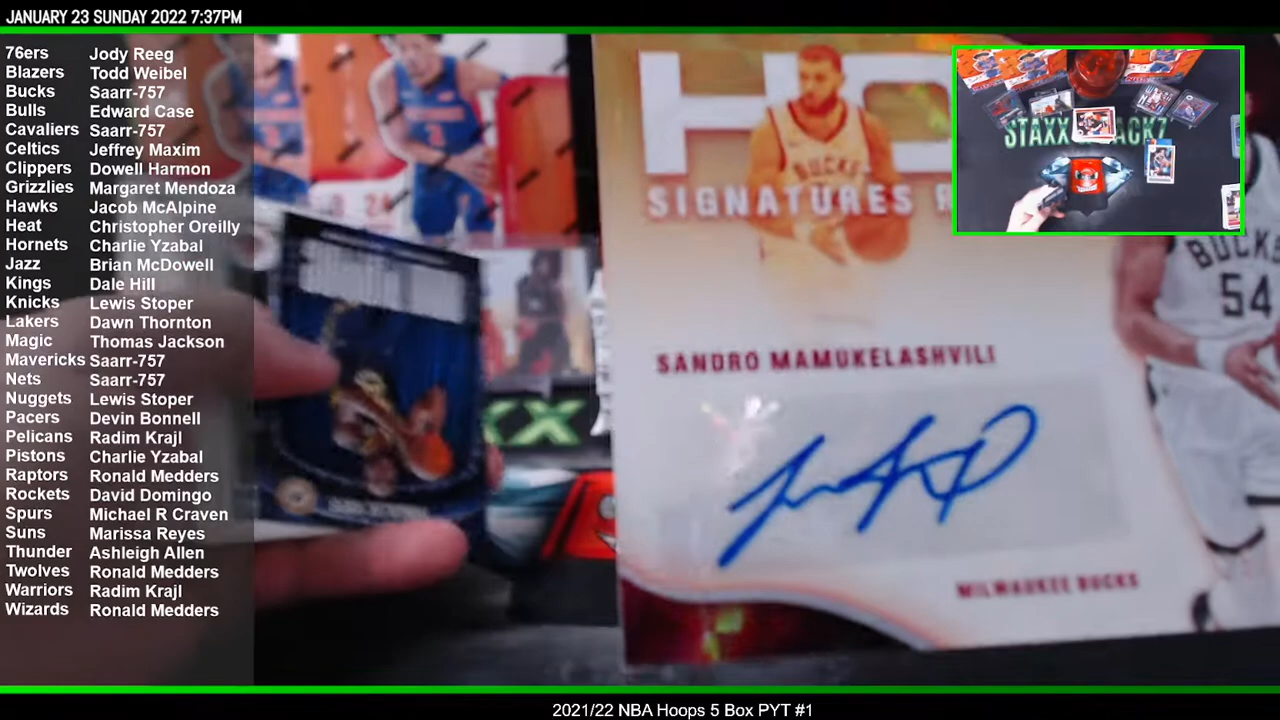 JANUARY 23 SUNDAY 2022 7:37PM
76ers Jody Reeg
Blazers Todd Weibel
Bucks Saarr-757
Bulls Edward Case
Cavaliers Saarr-757
Celtics Jeffrey Maxim
Clippers Dowell Harmon
Grizzlies Margaret Mendoza
Hawks Jacob McAlpine
Heat Christopher Oreilly
Hornets Charlie Yzabal
Jazz Brian McDowell
Kings Dale Hill
Knicks Lewis Stoper
Lakers Dawn Thornton
Magic Thomas Jackson
Mavericks Saarr-757
Nets Saarr-757
Nuggets Lewis Stoper
Pacers Devin Bonnell
Pelicans Radim Krajl
Pistons Charlie Yzabal
Raptors Ronald Medders
Rockets David Domingo
Spurs Michael R Craven
Suns Marissa Reyes
Thunder Ashleigh Allen
Twolves Ronald Medders
Warriors Radim Krajl
Wizards Ronald Medders
SIGNATURES
BUCKS
SANDRO MAMUKELASHVILI
MILWAUKEE BUCKS
BUCKS
54
2021/22 NBA Hoops 5 Box PYT #1